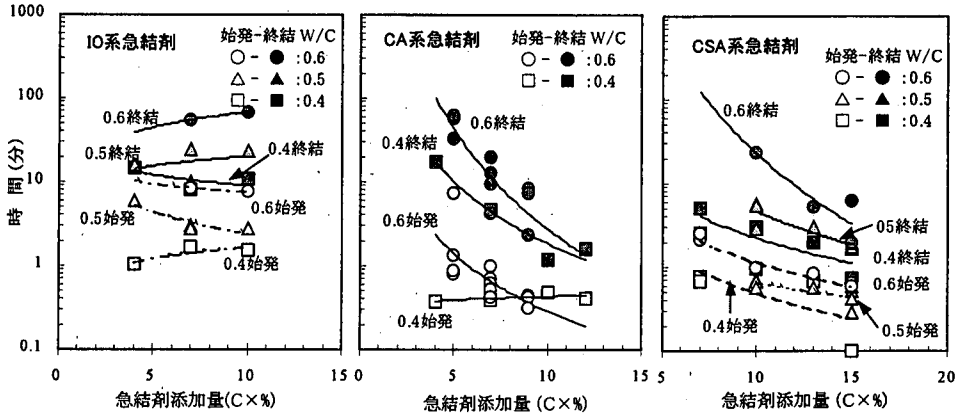 時間(分)
1000
100
10
1
0.1
IO系急結剤
始発-終結 W/C
○-●:0.6
△-▲:0.5
□-■:0.4
0.6終結
0.5終結
0.4終結
0.6始発
0.5始発
0.4始発
0 5 10 15
急結剤添加量(C×%)
CA系急結剤
始発-終結 W/C
○-●:0.6
□-■:0.4
0.6終結
0.4終結
0.6始発
0.4始発
0 5 10 15
急結剤添加量(C×%)
CSA系急結剤
始発-終結 W/C
○-●:0.6
△-▲:0.5
□-■:0.4
0.6終結
05終結
0.4終結
0.6始発
0.5始発
0.4始発
5 10 15 20
急結剤添加量(C×%)